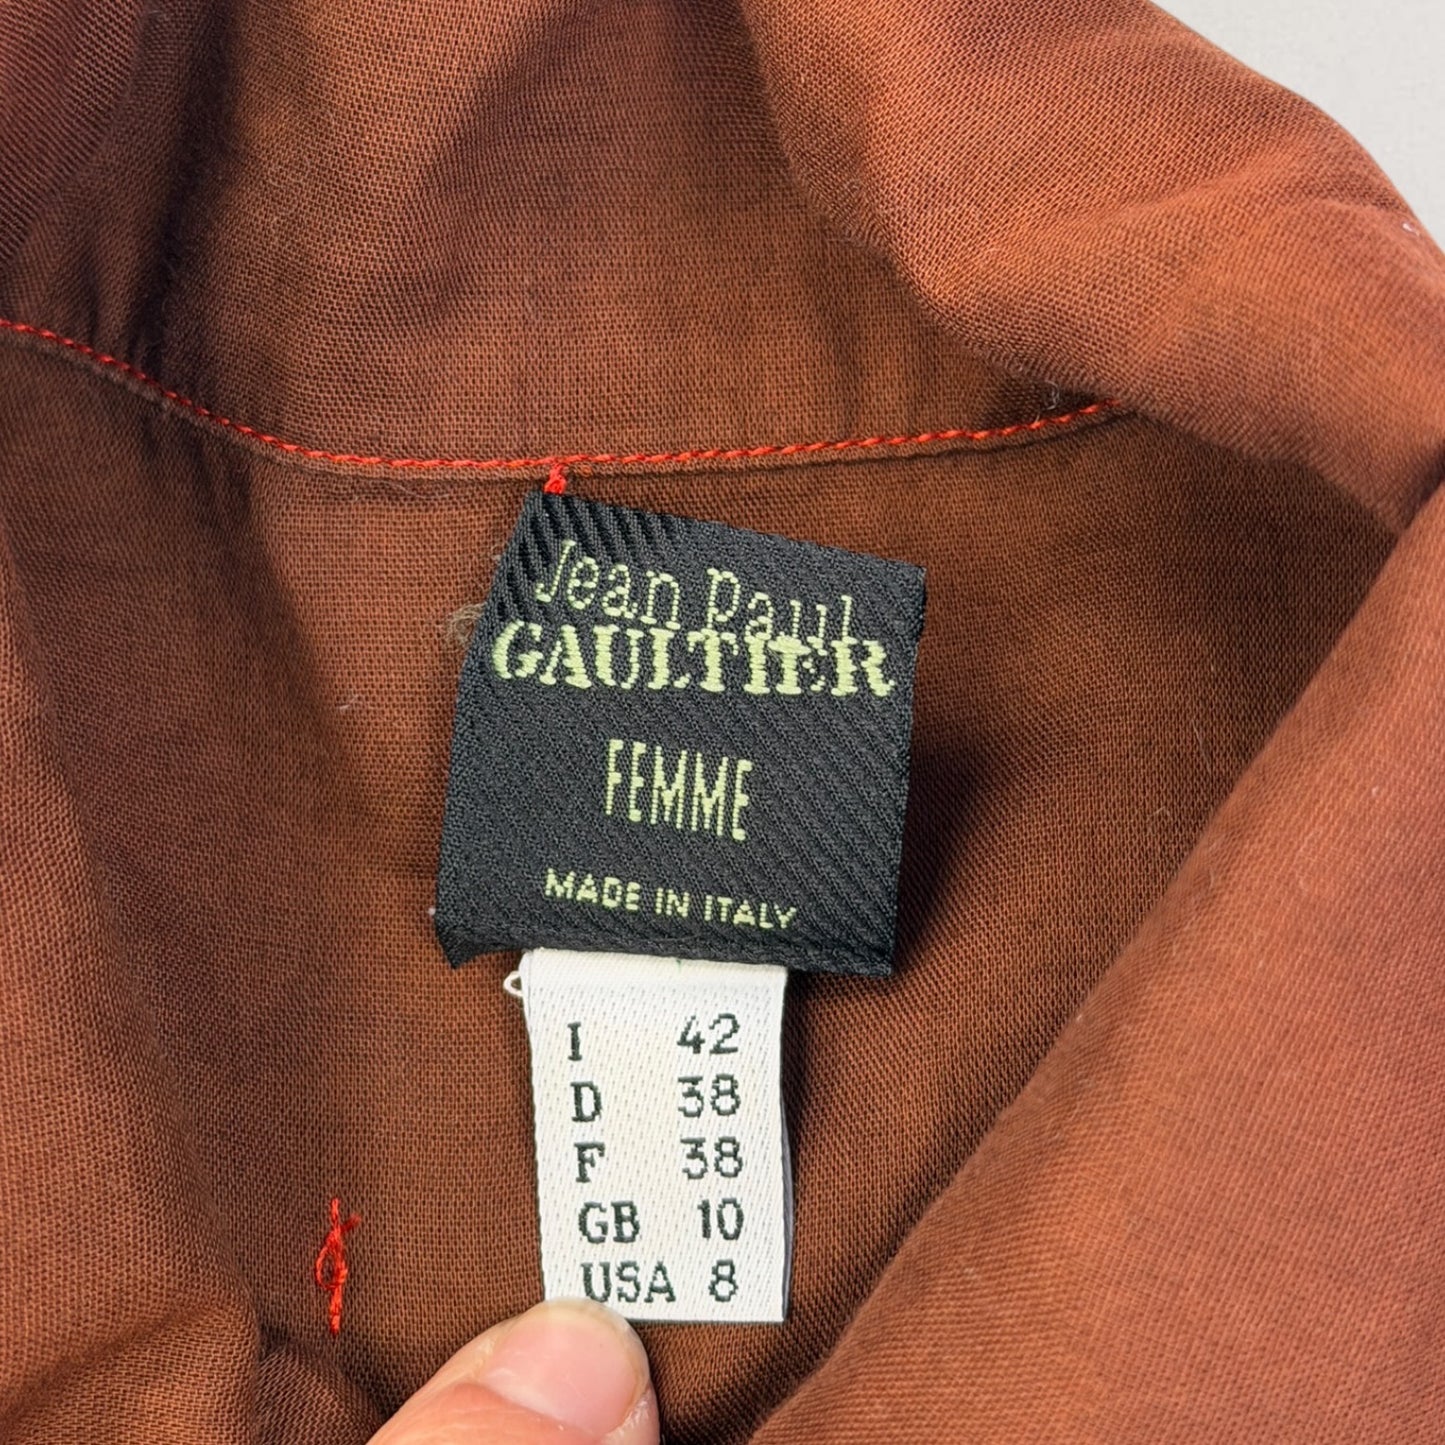 Jean Paul
GAULTIER
FEMME
MADE IN ITALY
I 42
D 38
F 38
GB 10
USA 8